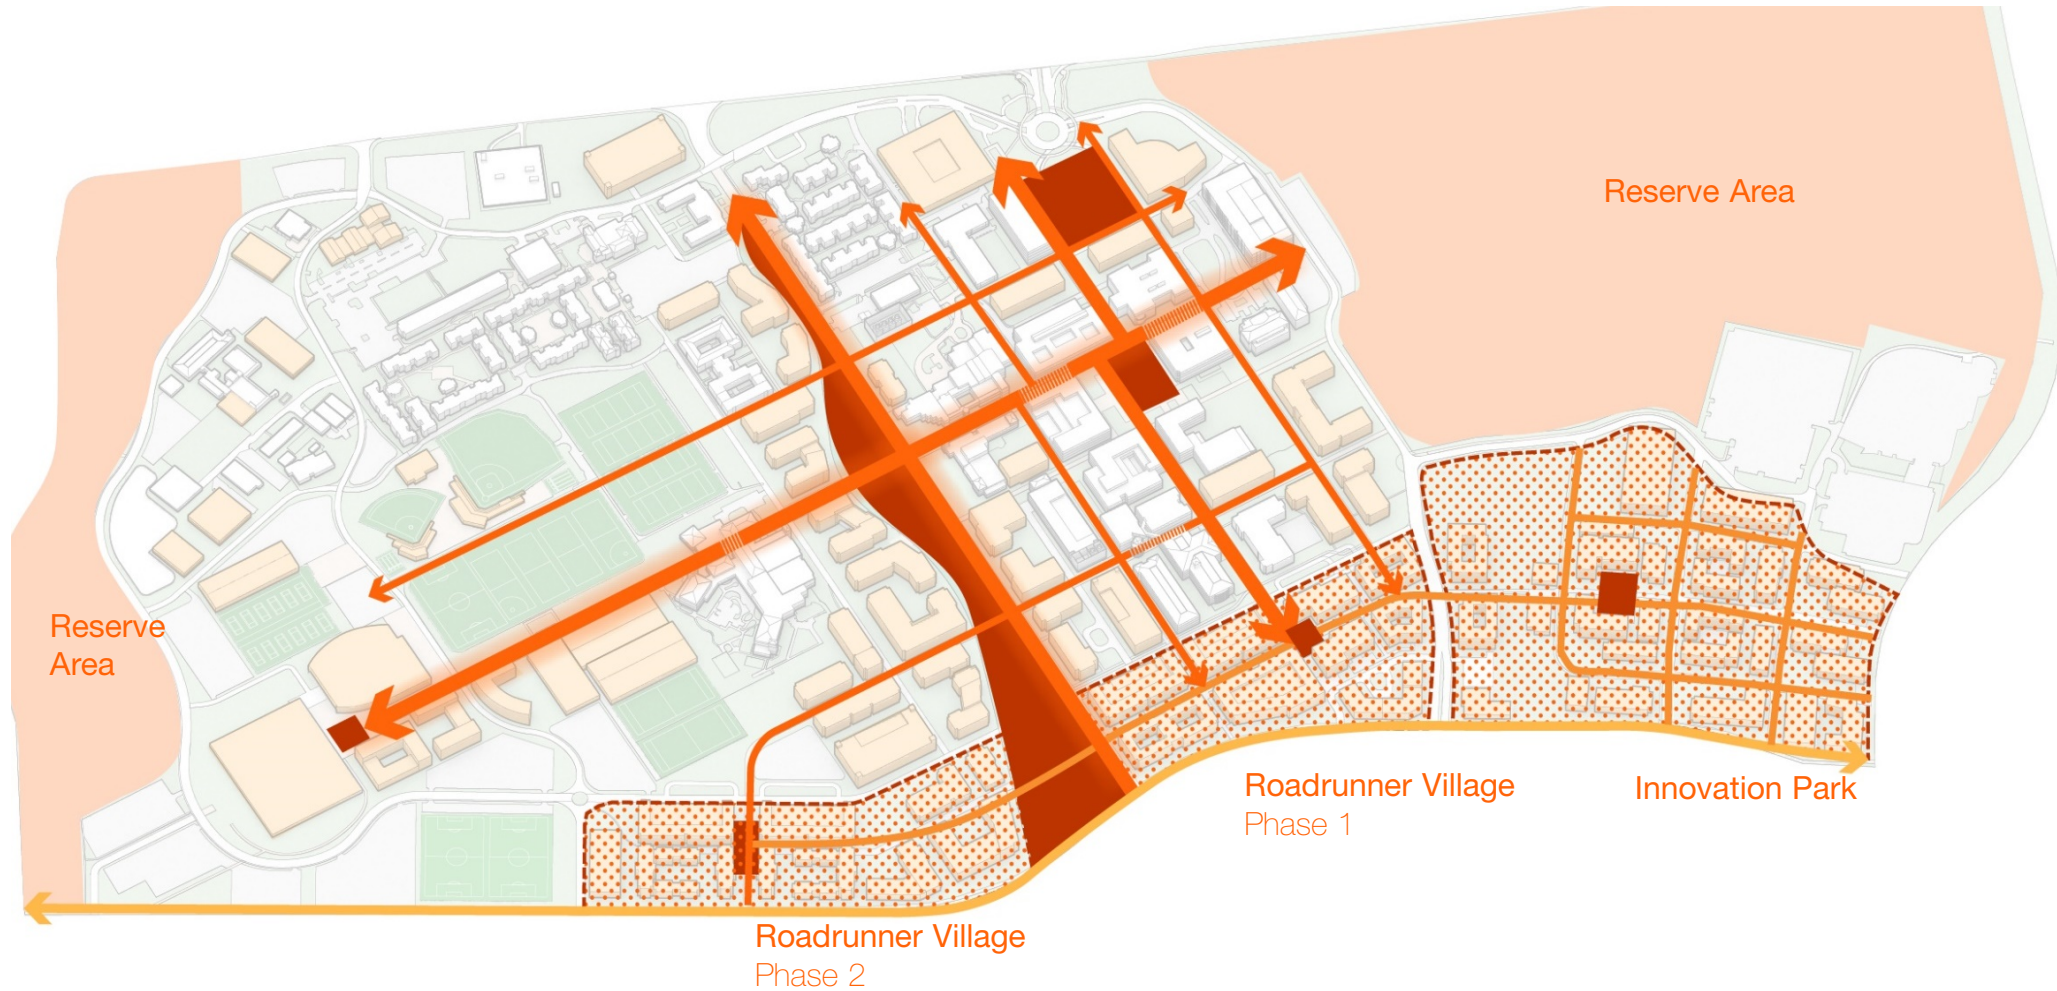 Reserve Area
Reserve
Area
Roadrunner Village
Phase 1
Innovation Park
Roadrunner Village
Phase 2